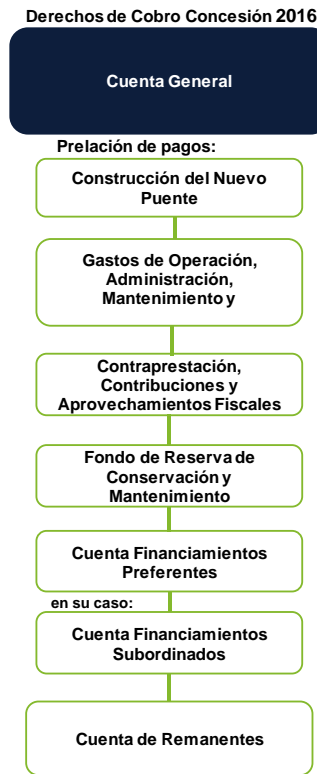 Derechos de Cobro Concesión 2016
Cuenta General
Prelación de pagos:
Construcción del Nuevo
Puente
Gastos de Operación,
Administración,
Mantenimiento y
Contraprestación,
Contribuciones y
Aprovechamientos Fiscales
Fondo de Reserva de
Conservación y
Mantenimiento
Cuenta Financiamientos
Preferentes
en su caso:
Cuenta Financiamientos
Subordinados
Cuenta de Remanentes